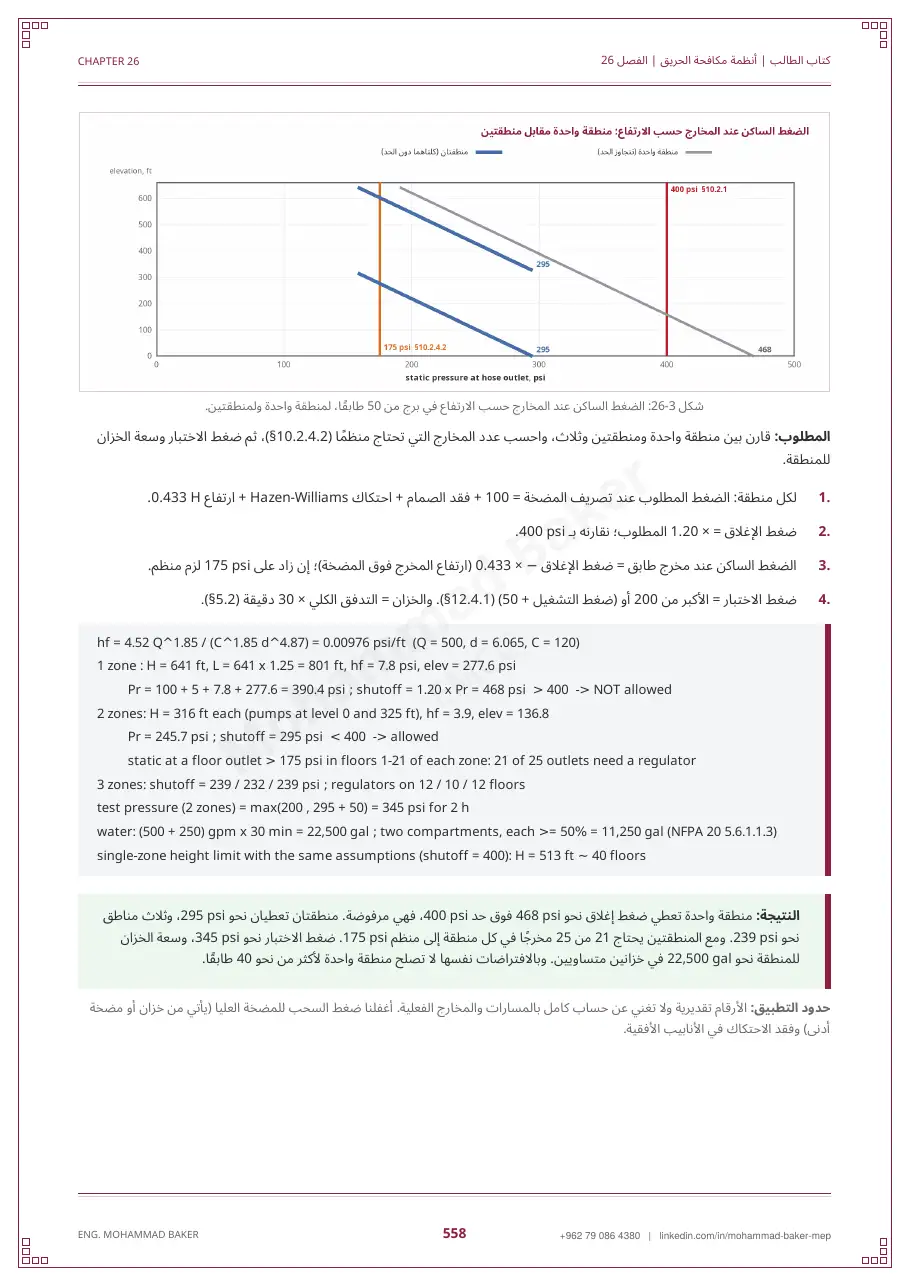 CHAPTER 26
كتاب الطالب | أنظمة مكافحة الحريق | الفصل 26
الضغط الساكن عند المخارج حسب الارتفاع: منطقة واحدة مقابل منطقتين
منطقة واحدة (تتجاوز الحد)
منطقتان (كلتاهما دون الحد)
elevation, ft
400 psi §10.2.1
600
500
400
300
200
100
0
295
175 psi §10.2.4.2
295
468
0
100
200
300
400
500
static pressure at hose outlet, psi
شكل 3-26: الضغط الساكن عند المخارج حسب الارتفاع في برج من 50 طابقًا، لمنطقة واحدة ولمنطقتين.
المطلوب: قارن بين منطقة واحدة ومنطقتين وثلاث، واحسب عدد المخارج التي تحتاج منظمًا (10.2.4.2§)، ثم ضغط الاختبار وسعة الخزان
للمنطقة.
1. لكل منطقة: الضغط المطلوب عند تصريف المضخة = 100 + فقد الصمام + احتكاك Hazen-Williams + ارتفاع 0.433 H.
2. ضغط الإغلاق = × 1.20 المطلوب؛ نقارنه بـ 400 psi.
3. الضغط الساكن عند مخرج طابق = ضغط الإغلاق − × 0.433 (ارتفاع المخرج فوق المضخة)؛ إن زاد على 175 psi لزم منظم.
4. ضغط الاختبار = الأكبر من 200 أو (ضغط التشغيل + 50) (12.4.1§). والخزان = التدفق الكلي × 30 دقيقة (5.2§).
hf = 4.52 Q^1.85 / (C^1.85 d^4.87) = 0.00976 psi/ft (Q = 500, d = 6.065, C = 120)
1 zone : H = 641 ft, L = 641 x 1.25 = 801 ft, hf = 7.8 psi, elev = 277.6 psi
Pr = 100 + 5 + 7.8 + 277.6 = 390.4 psi ; shutoff = 1.20 x Pr = 468 psi > 400 -> NOT allowed
2 zones: H = 316 ft each (pumps at level 0 and 325 ft), hf = 3.9, elev = 136.8
Pr = 245.7 psi ; shutoff = 295 psi < 400 -> allowed
static at a floor outlet > 175 psi in floors 1-21 of each zone: 21 of 25 outlets need a regulator
3 zones: shutoff = 239 / 232 / 239 psi ; regulators on 12 / 10 / 12 floors
test pressure (2 zones) = max(200 , 295 + 50) = 345 psi for 2 h
water: (500 + 250) gpm x 30 min = 22,500 gal ; two compartments, each >= 50% = 11,250 gal (NFPA 20 5.6.1.1.3)
single-zone height limit with the same assumptions (shutoff = 400): H = 513 ft ~ 40 floors
النتيجة: منطقة واحدة تعطي ضغط إغلاق نحو 468 psi فوق حد 400 psi، فهي مرفوضة. منطقتان تعطيان نحو 295 psi، وثلاث مناطق
نحو 239 psi. ومع المنطقتين يحتاج 21 من 25 مخرجًا في كل منطقة إلى منظم 175 psi. ضغط الاختبار نحو 345 psi، وسعة الخزان
للمنطقة نحو 22,500 gal في خزانين متساويين. وبالافتراضات نفسها لا تصلح منطقة واحدة لأكثر من نحو 40 طابقًا.
حدود التطبيق: الأرقام تقديرية ولا تغني عن حساب كامل بالمسارات والمخارج الفعلية. أغفلنا ضغط السحب للمضخة العليا (يأتي من خزان أو مضخة
أدنى) وفقد الاحتكاك في الأنابيب الأفقية.
ENG. MOHAMMAD BAKER
558
+962 79 086 4380 | linkedin.com/in/mohammad-baker-mep